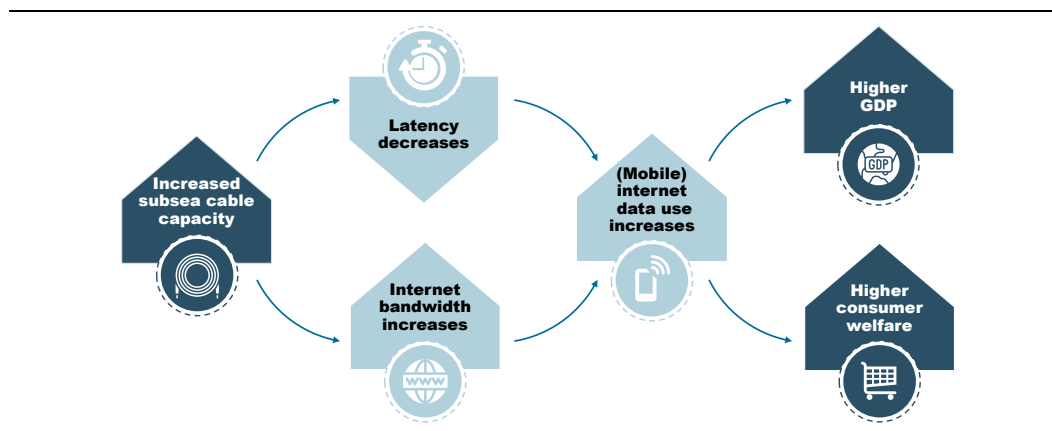 Increased
subsea cable
capacity
Latency
decreases
Internet
bandwidth
increases
www
(Mobile)
internet
data use
increases
Higher
GDP
GDP
Higher
consumer
welfare